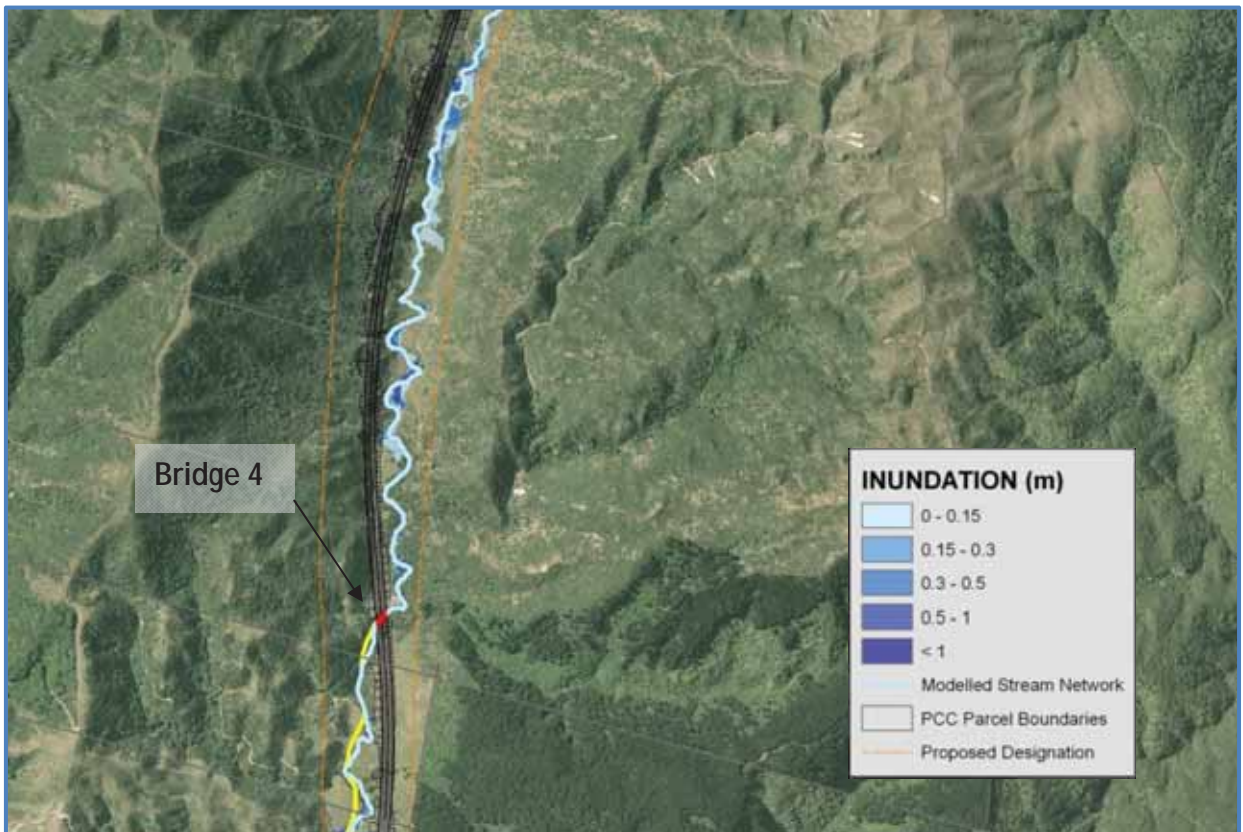 Bridge 4
INUNDATION (m)
0 - 0.15
0.15 - 0.3
0.3 - 0.5
0.5 - 1
< 1
Modelled Stream Network
PCC Parcel Boundaries
Proposed Designation